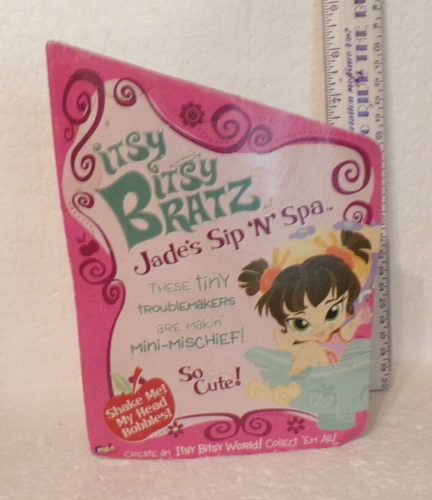 itsy
Bitsy
BRATZ
Jade's Sip 'N' Spa™
THESE tiny
TROUBLEMAKERS
ARE MAKIN'
MINI-MISCHIEF!
So
Cute!
Shake Me!
My Head
Bobbles!
CREATE AN ITSY BITSY WORLD! COLLECT 'EM ALL!